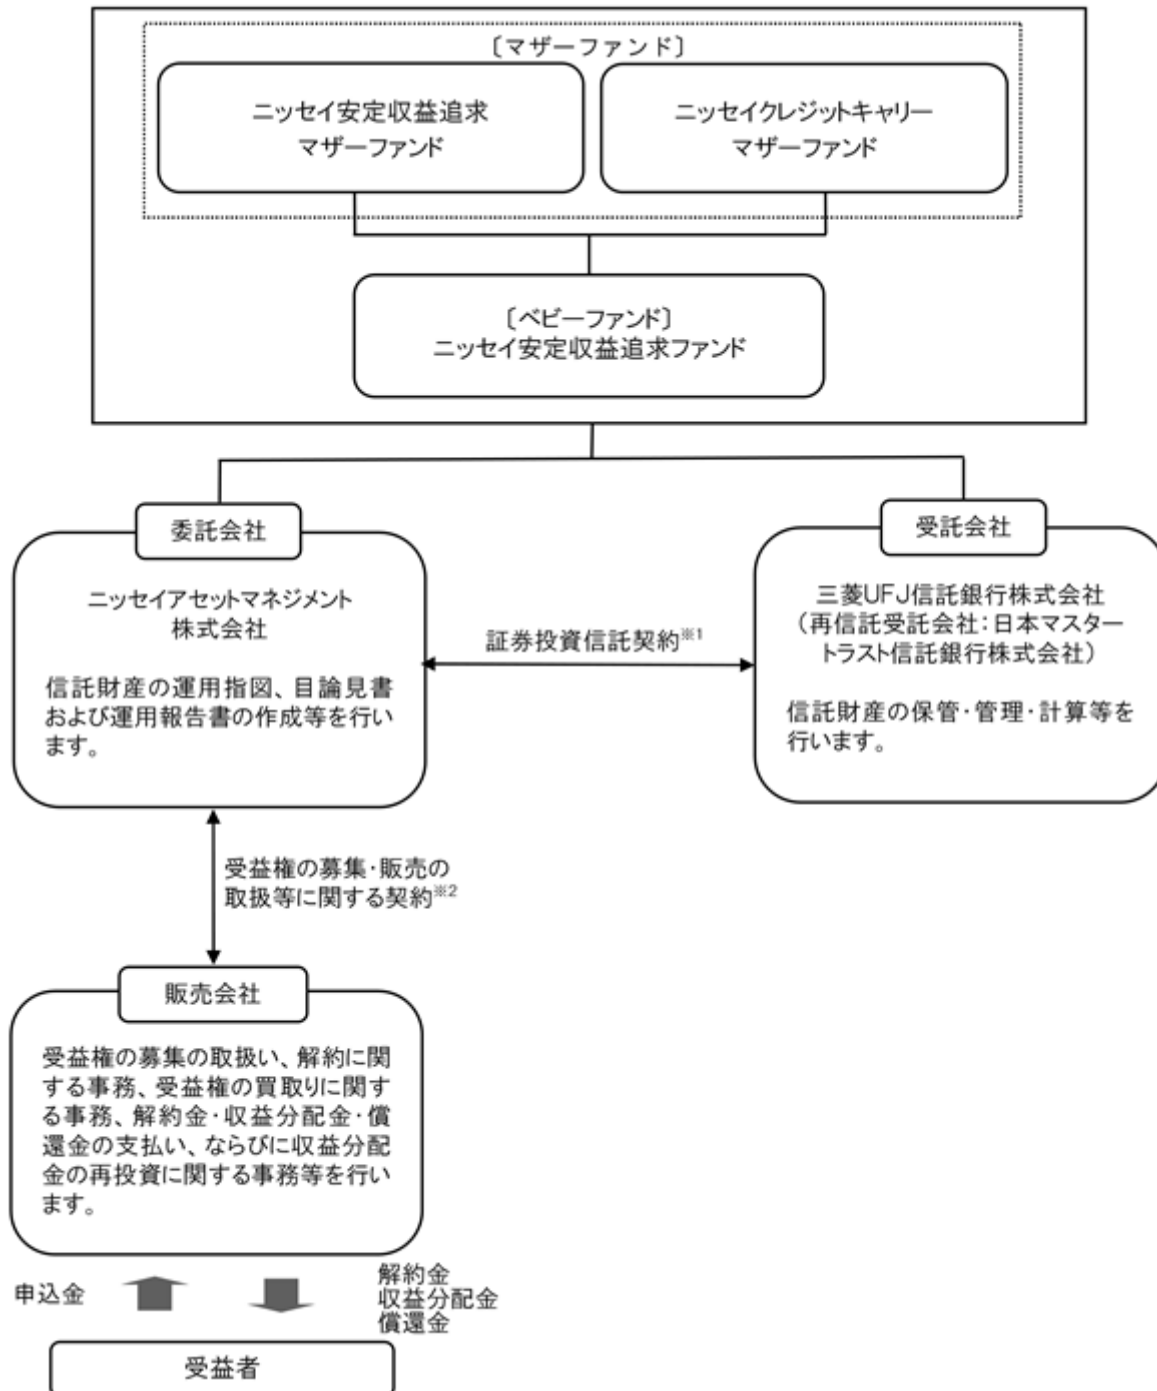 〔マザーファンド〕
ニッセイ安定収益追求
マザーファンド
ニッセイクレジットキャリー
マザーファンド
〔ベビーファンド〕
ニッセイ安定収益追求ファンド
委託会社
ニッセイアセットマネジメント
株式会社
信託財産の運用指図、目論見書
および運用報告書の作成等を行い
ます。
証券投資信託契約※1
受託会社
三菱UFJ信託銀行株式会社
（再信託受託会社：日本マスター
トラスト信託銀行株式会社）
信託財産の保管・管理・計算等を
行います。
受益権の募集・販売の
取扱等に関する契約※2
販売会社
受益権の募集の取扱い、解約に関
する事務、受益権の買取りに関す
る事務、解約金・収益分配金・償
還金の支払い、ならびに収益分配
金の再投資に関する事務等を行い
ます。
申込金
解約金
収益分配金
償還金
受益者